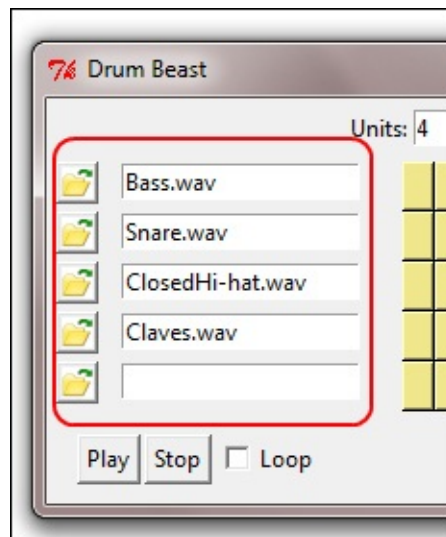 Drum Beast
Units: 4
Bass.wav
Snare.wav
ClosedHi-hat.wav
Claves.wav
Play Stop Loop